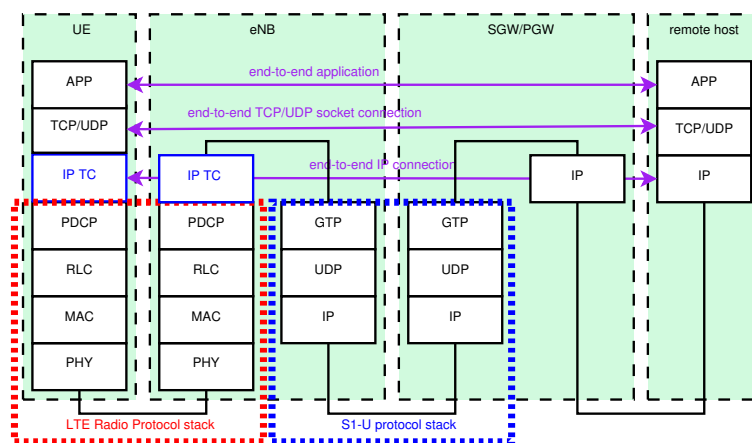 UE
eNB
SGW/PGW
remote host
APP
end-to-end application
APP
TCP/UDP
end-to-end TCP/UDP socket connection
TCP/UDP
IP TC
IP TC
end-to-end IP connection
IP
IP
PDCP
PDCP
GTP
GTP
RLC
RLC
UDP
UDP
MAC
MAC
IP
IP
PHY
PHY
LTE Radio Protocol stack
S1-U protocol stack